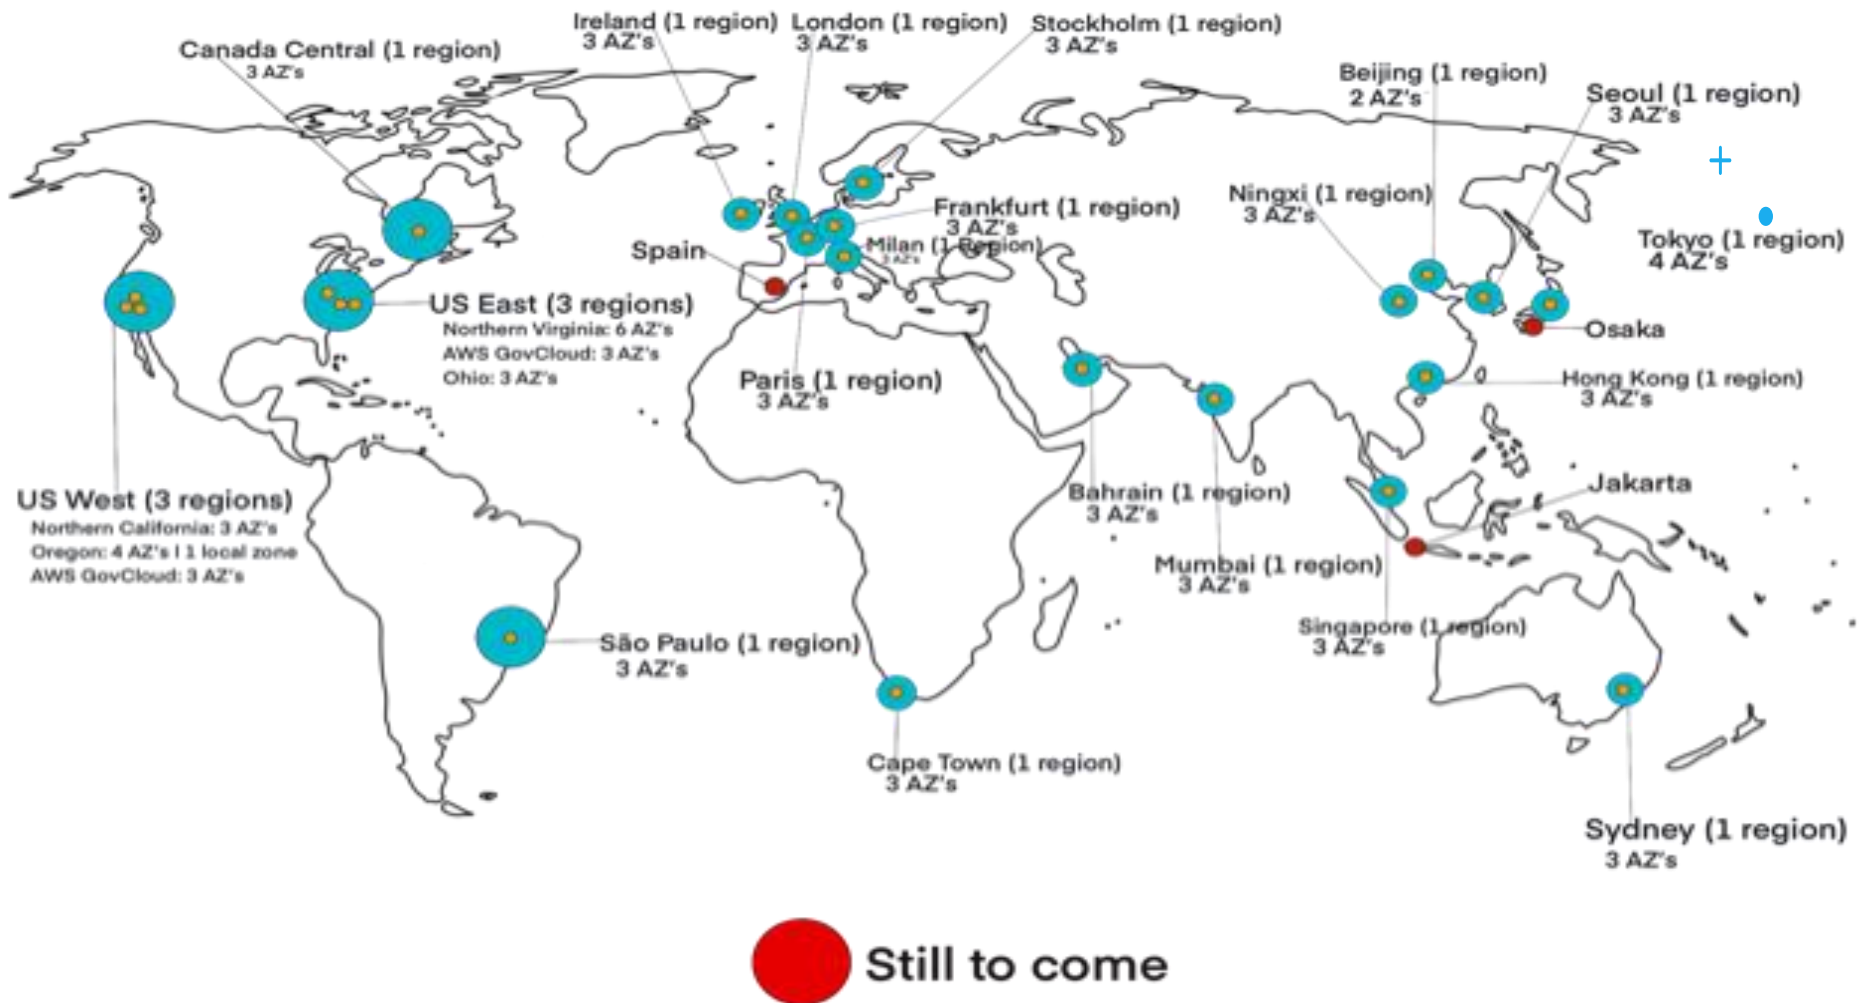 Ireland (1 region)
3 AZ's
London (1 region)
3 AZ's
Stockholm (1 region)
3 AZ's
Canada Central (1 region)
3 AZ's
Beijing (1 region)
2 AZ's
Seoul (1 region)
3 AZ's
Ningxi (1 region)
3 AZ's
Frankfurt (1 region)
3 AZ's
Tokyo (1 region)
4 AZ's
Spain
Milan (1 Region)
3 AZ's
US East (3 regions)
Northern Virginia: 6 AZ's
AWS GovCloud: 3 AZ's
Ohio: 3 AZ's
Osaka
Paris (1 region)
3 AZ's
Hong Kong (1 region)
3 AZ's
US West (3 regions)
Northern California: 3 AZ's
Oregon: 4 AZ's | 1 local zone
AWS GovCloud: 3 AZ's
Bahrain (1 region)
3 AZ's
Jakarta
Mumbai (1 region)
3 AZ's
Singapore (1 region)
3 AZ's
São Paulo (1 region)
3 AZ's
Cape Town (1 region)
3 AZ's
Sydney (1 region)
3 AZ's
Still to come